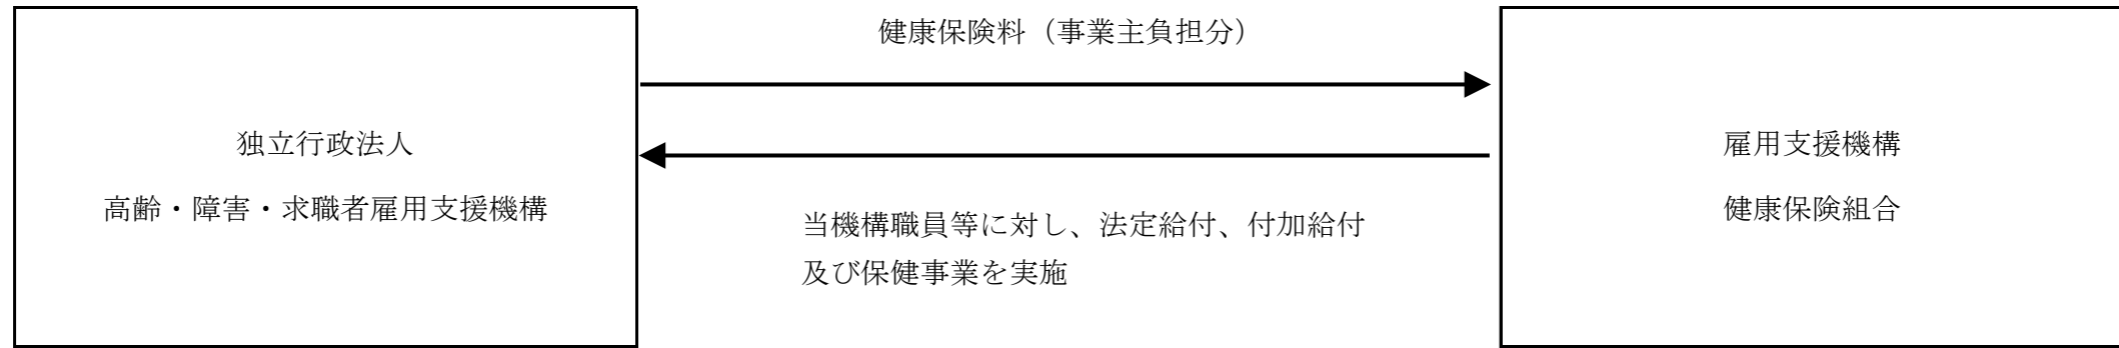 健康保険料（事業主負担分）
独立行政法人
高齢・障害・求職者雇用支援機構
当機構職員等に対し、法定給付、付加給付
及び保健事業を実施
雇用支援機構
健康保険組合